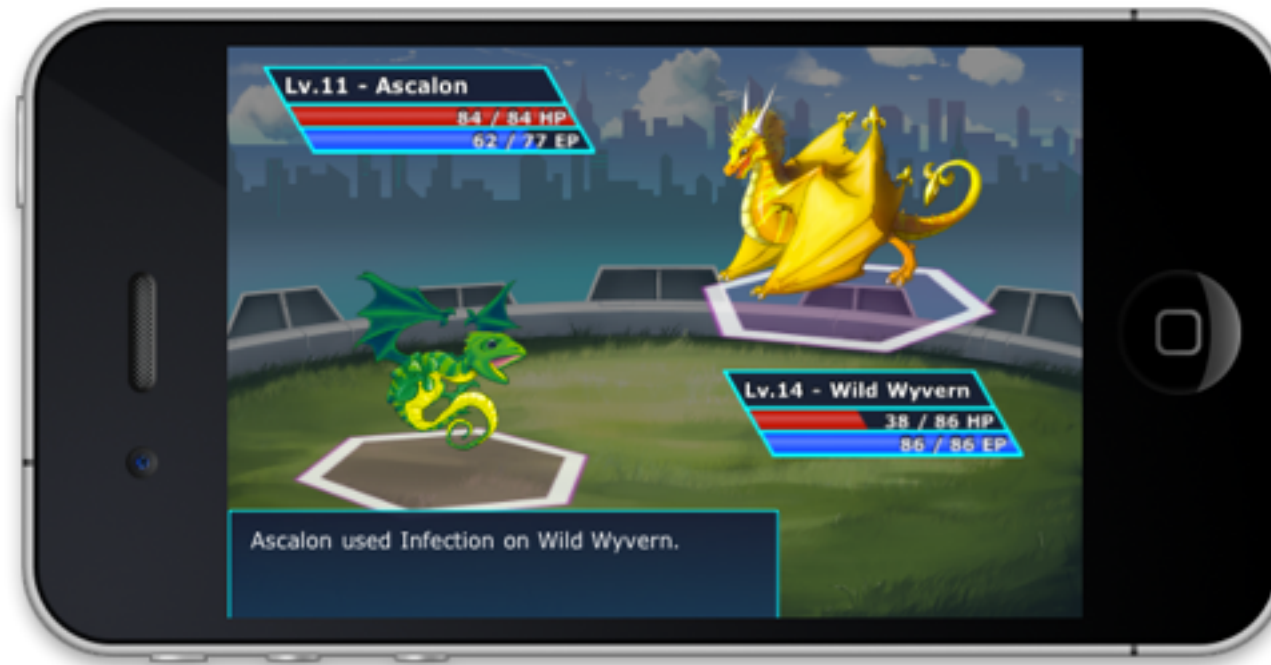 Lv.11 - Ascalon
84 / 84 HP
62 / 77 EP
Lv.14 - Wild Wyvern
38 / 86 HP
86 / 86 EP
Ascalon used Infection on Wild Wyvern.